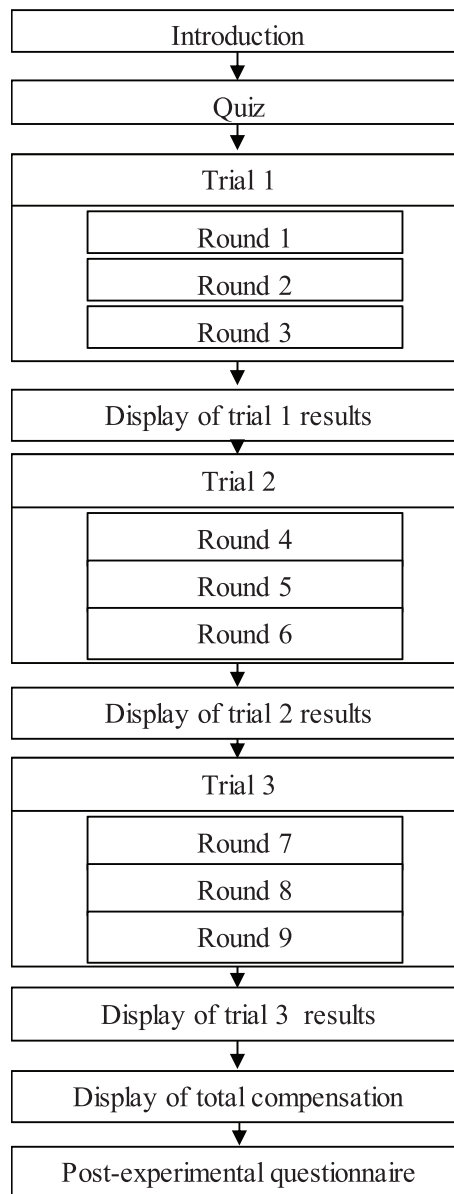 Introduction
Quiz
Trial 1
Round 1
Round 2
Round 3
Display of trial 1 results
Trial 2
Round 4
Round 5
Round 6
Display of trial 2 results
Trial 3
Round 7
Round 8
Round 9
Display of trial 3 results
Display of total compensation
Post-experimental questionnaire